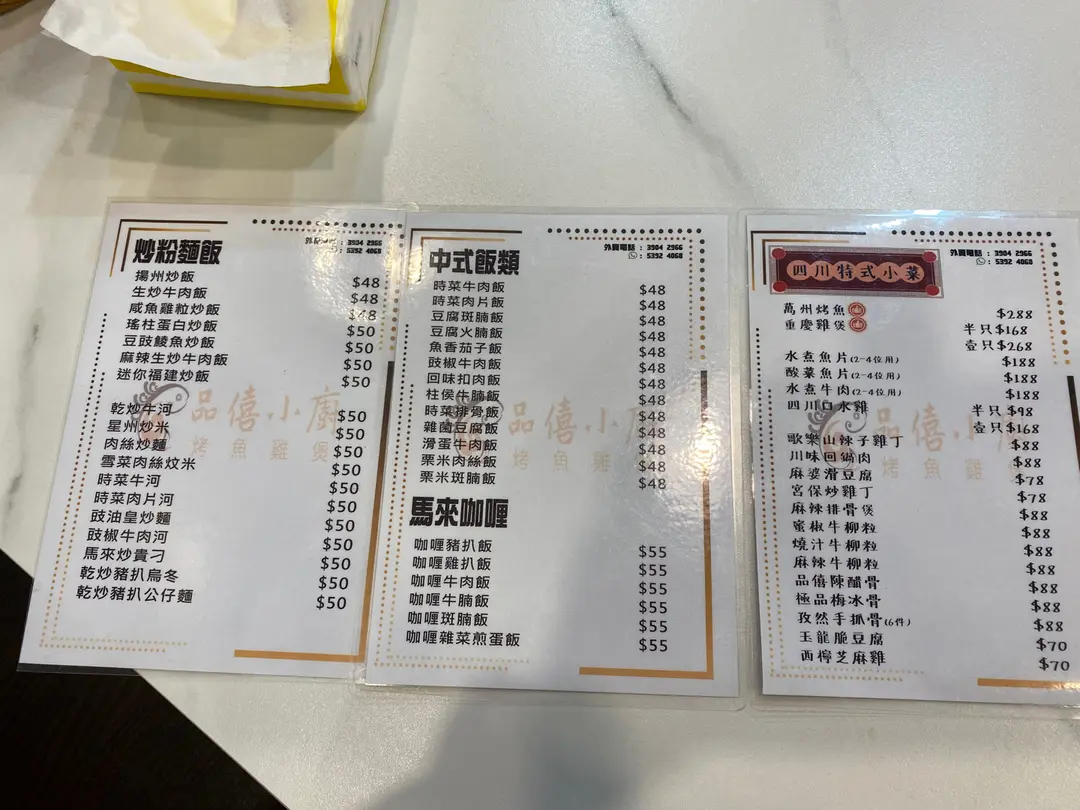 炒粉麵飯
: 3904 2966
: 5392 4068
揚州炒飯 $48
生炒牛肉飯 $48
咸魚雞粒炒飯 $48
瑤柱蛋白炒飯 $50
豆豉鯪魚炒飯 $50
麻辣生炒牛肉飯 $50
迷你福建炒飯 $50
乾炒牛河 $50
星州炒米 $50
肉絲炒麵 $50
雪菜肉絲炆米 $50
時菜牛河 $50
時菜肉片河 $50
豉油皇炒麵 $50
豉椒牛肉河 $50
馬來炒貴刁 $50
乾炒豬扒烏冬 $50
乾炒豬扒公仔麵 $50
品僖小廚
烤魚雞煲
中式飯類
外賣電話 : 3904 2966
: 5392 4068
時菜牛肉飯 $48
時菜肉片飯 $48
豆腐斑腩飯 $48
豆腐火腩飯 $48
魚香茄子飯 $48
豉椒牛肉飯 $48
回味扣肉飯 $48
柱侯牛腩飯 $48
時菜排骨飯 $48
雜菌豆腐飯 $48
滑蛋牛肉飯 $48
栗米肉絲飯 $48
栗米斑腩飯 $48
品僖小廚
烤魚雞
馬來咖喱
咖喱豬扒飯 $55
咖喱雞扒飯 $55
咖喱牛肉飯 $55
咖喱牛腩飯 $55
咖喱斑腩飯 $55
咖喱雜菜煎蛋飯 $55
四川特式小菜
外賣電話 : 3904 2966
: 5392 4068
萬州烤魚 $288
重慶雞煲 半只$168
壹只$268
水煮魚片(2-4位用) $188
酸菜魚片(2-4位用) $188
水煮牛肉(2-4位用) $188
四川口水雞 半只$98
壹只$168
歌樂山辣子雞丁 $88
川味回鍋肉 $88
麻婆滑豆腐 $78
宮保炒雞丁 $78
麻辣排骨煲 $88
蜜椒牛柳粒 $88
燒汁牛柳粒 $88
麻辣牛柳粒 $88
品僖陳醋骨 $88
極品梅冰骨 $88
孜然手抓骨(6件) $88
玉龍脆豆腐 $70
西檸芝麻雞 $70